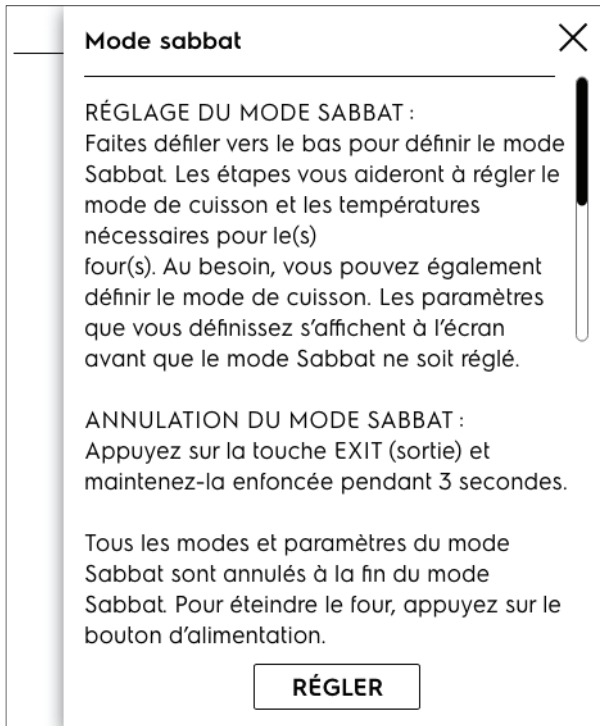 Mode sabbat
RÉGLAGE DU MODE SABBAT :
Faites défiler vers le bas pour définir le mode
Sabbat. Les étapes vous aideront à régler le
mode de cuisson et les températures
nécessaires pour le(s)
four(s). Au besoin, vous pouvez également
définir le mode de cuisson. Les paramètres
que vous définissez s’affichent à l’écran
avant que le mode Sabbat ne soit réglé.
ANNULATION DU MODE SABBAT :
Appuyez sur la touche EXIT (sortie) et
maintenez-la enfoncée pendant 3 secondes.
Tous les modes et paramètres du mode
Sabbat sont annulés à la fin du mode
Sabbat. Pour éteindre le four, appuyez sur le
bouton d’alimentation.
RÉGLER